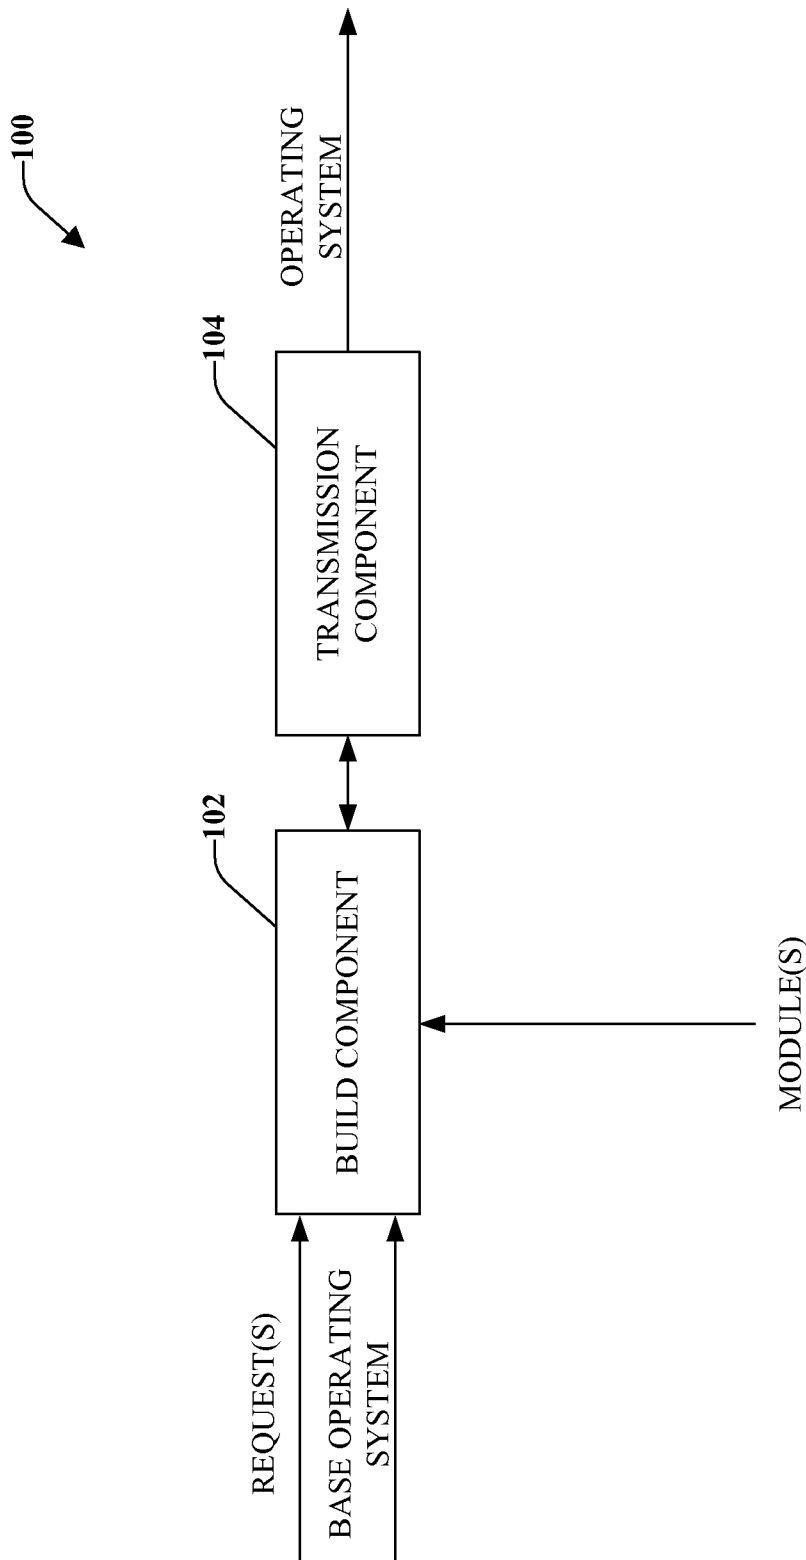 100
REQUEST(S)
BASE OPERATING
SYSTEM
102
BUILD COMPONENT
104
TRANSMISSION
COMPONENT
OPERATING
SYSTEM
MODULE(S)